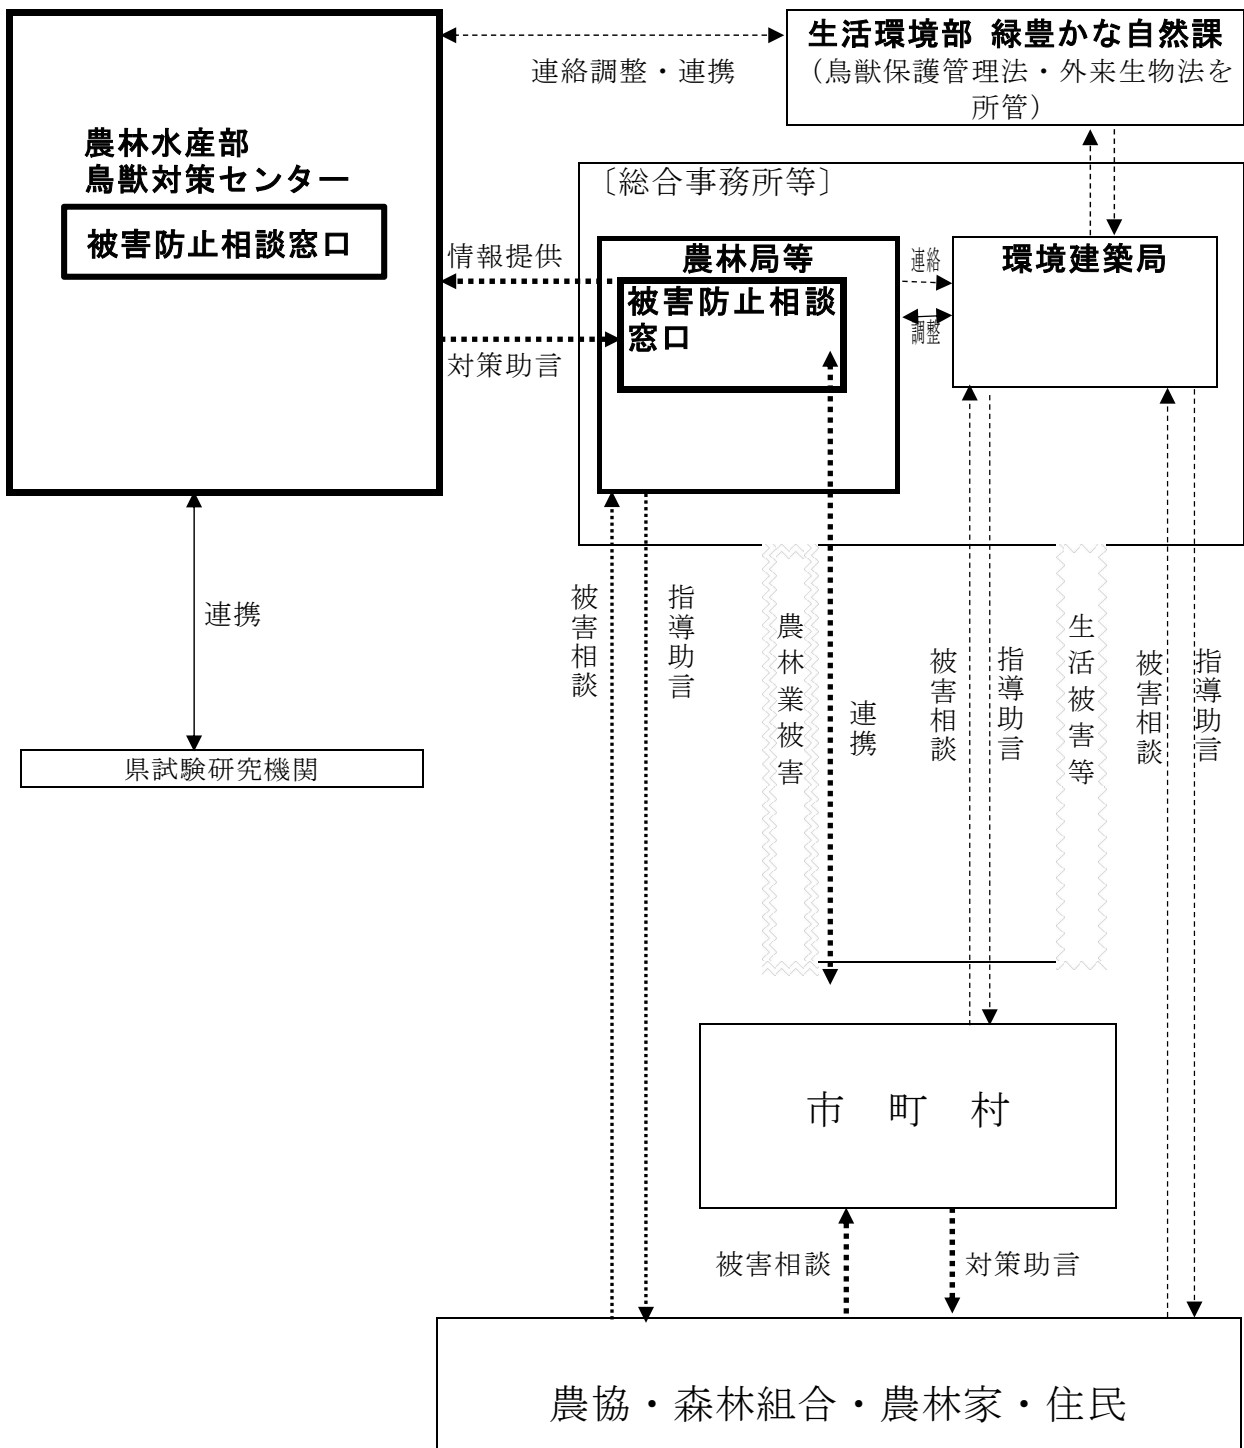 生活環境部 緑豊かな自然課
（鳥獣保護管理法・外来生物法を
所管）
連絡調整・連携
農林水産部
鳥獣対策センター
被害防止相談窓口
〔総合事務所等〕
情報提供
対策助言
農林局等
被害防止相談
窓口
連絡
調整
環境建築局
連携
県試験研究機関
被害相談
指導助言
農林業被害
連携
被害相談
指導助言
生活被害等
被害相談
指導助言
市　町　村
被害相談
対策助言
農協・森林組合・農林家・住民